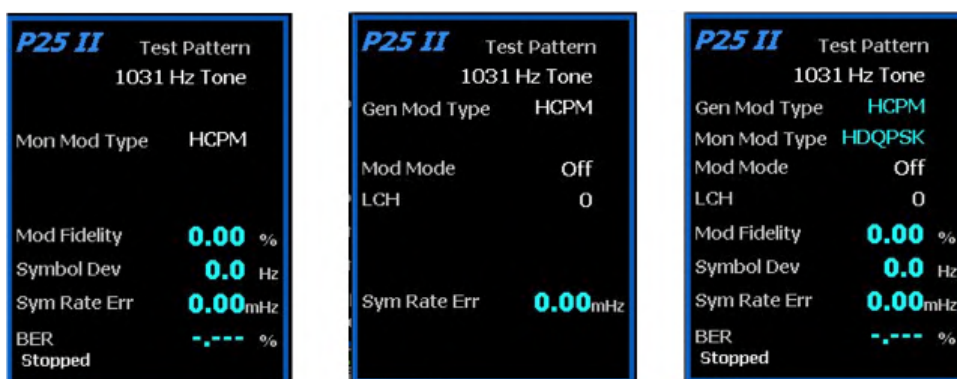 P25 II Test Pattern
1031 Hz Tone
Mon Mod Type HCPM
Mod Fidelity 0.00 %
Symbol Dev 0.0 Hz
Sym Rate Err 0.00mHz
BER -.--- %
Stopped
P25 II Test Pattern
1031 Hz Tone
Gen Mod Type HCPM
Mod Mode Off
LCH 0
Sym Rate Err 0.00mHz
P25 II Test Pattern
1031 Hz Tone
Gen Mod Type HCPM
Mon Mod Type HDQPSK
Mod Mode Off
LCH 0
Mod Fidelity 0.00 %
Symbol Dev 0.0 Hz
Sym Rate Err 0.00mHz
BER -.--- %
Stopped